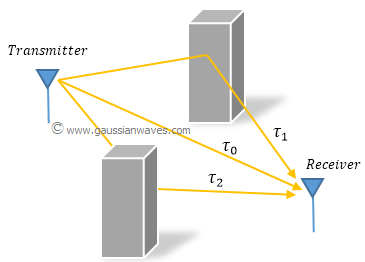 Transmitter
© www.gaussianwaves.com
τ1
τ0
Receiver
τ2